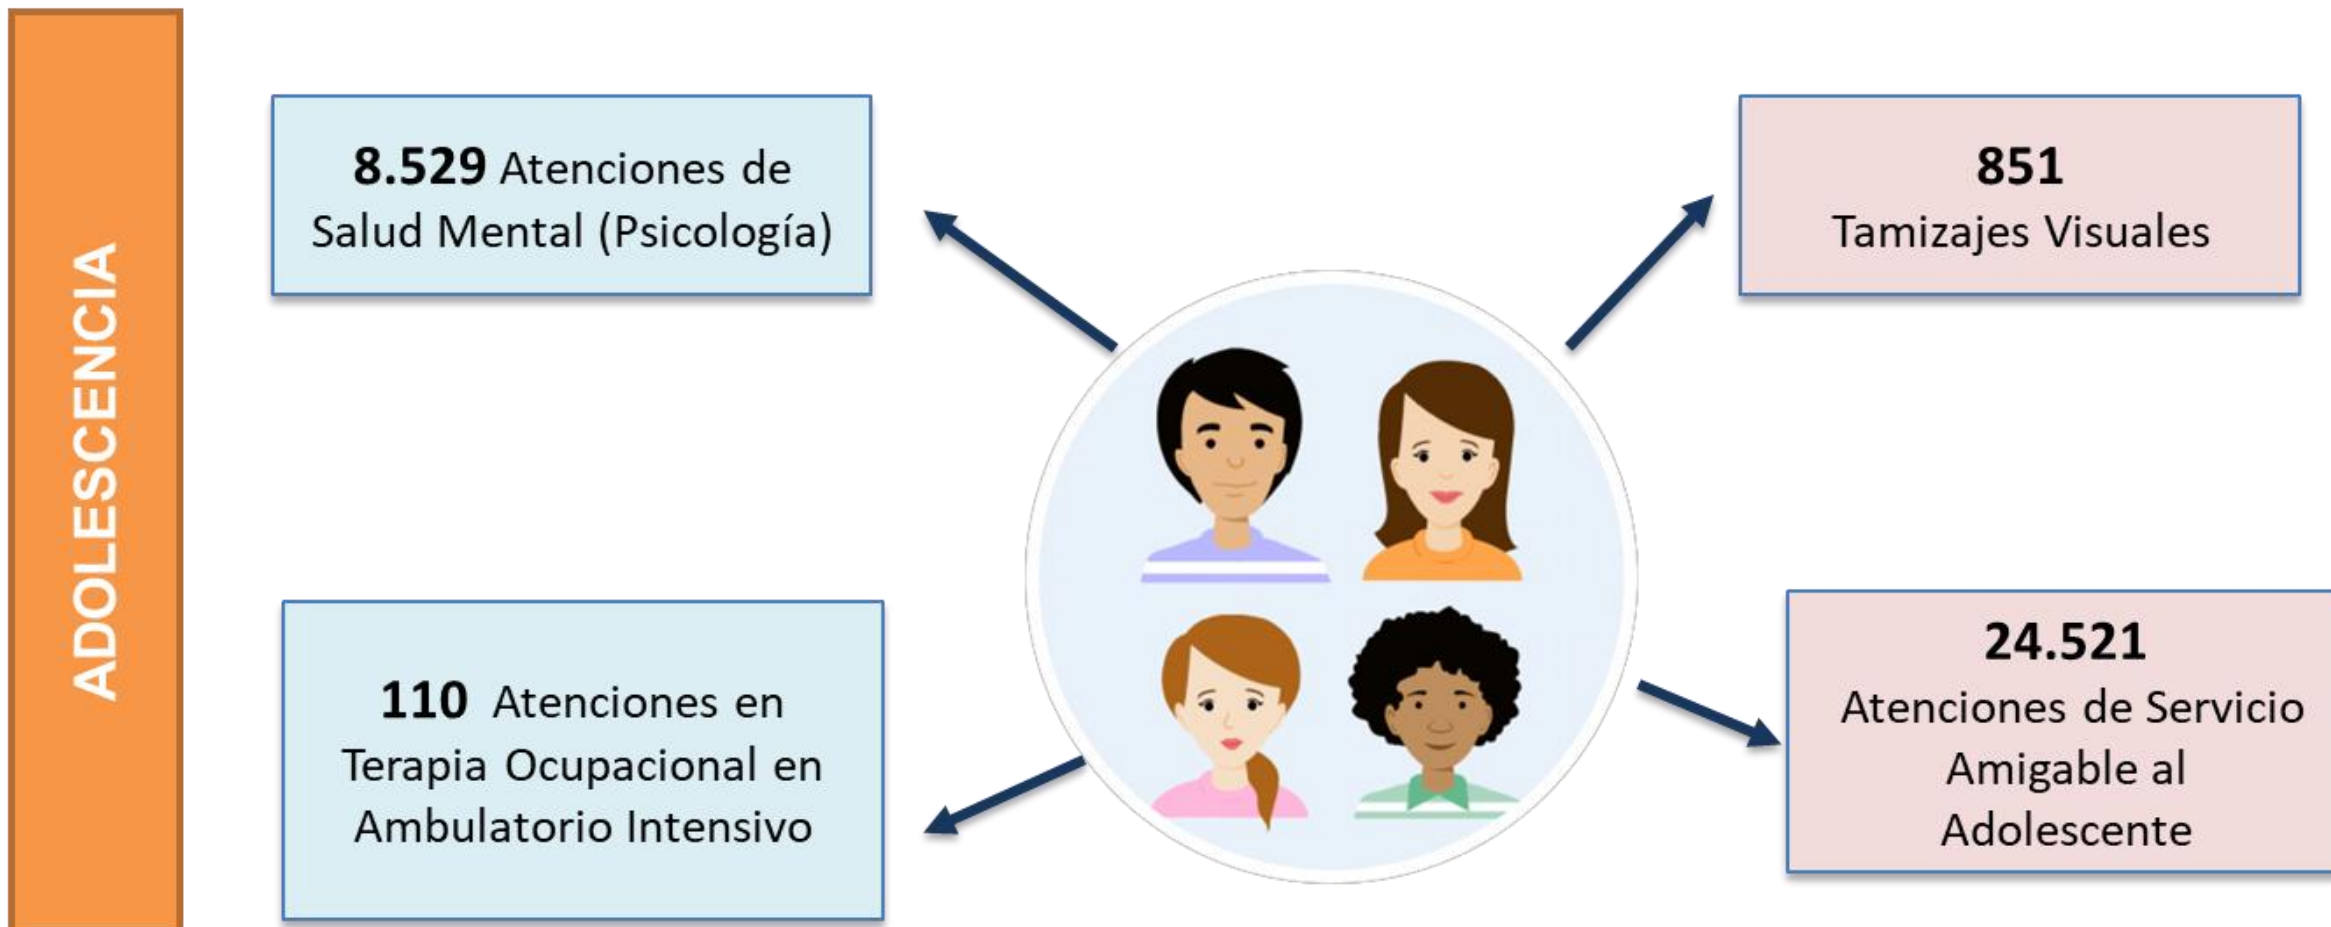 ADOLESCENCIA
8.529 Atenciones de
Salud Mental (Psicología)
851
Tamizajes Visuales
110 Atenciones en
Terapia Ocupacional en
Ambulatorio Intensivo
24.521
Atenciones de Servicio
Amigable al
Adolescente